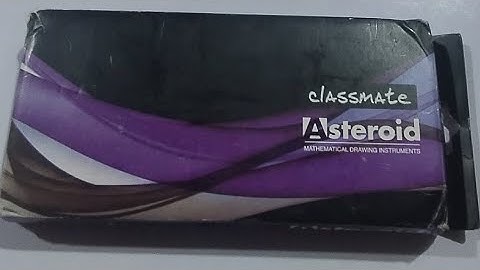 classmate
Asteroid
MATHEMATICAL DRAWING INSTRUMENTS